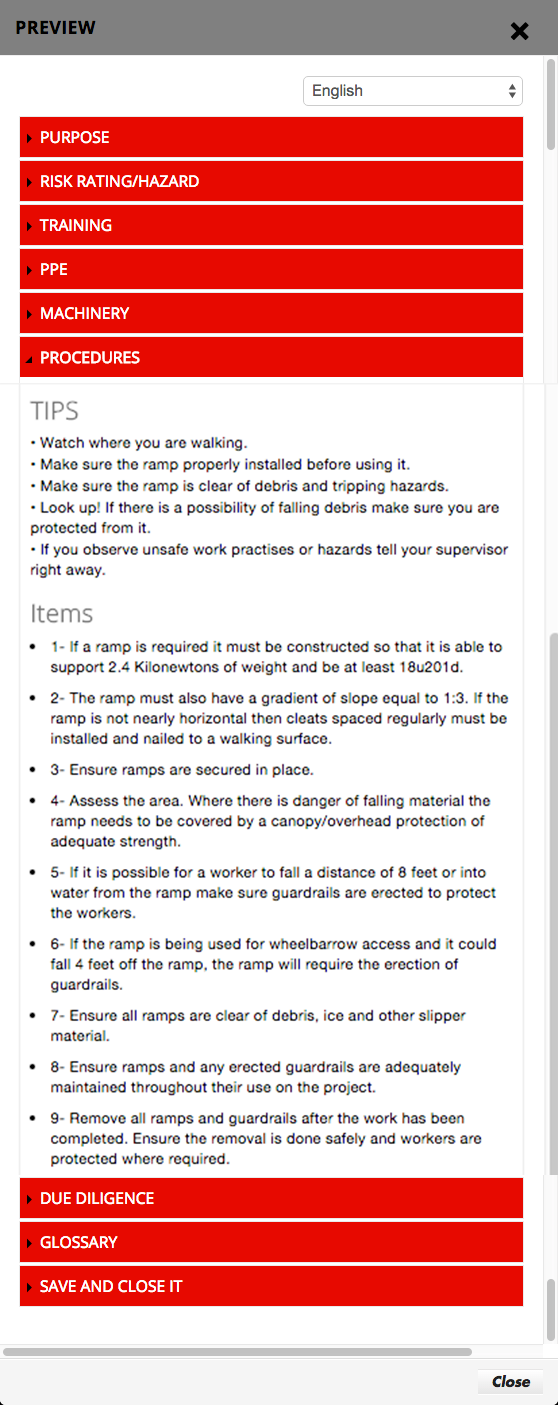 PREVIEW
English
PURPOSE
RISK RATING/HAZARD
TRAINING
PPE
MACHINERY
PROCEDURES
TIPS
• Watch where you are walking.
• Make sure the ramp properly installed before using it.
• Make sure the ramp is clear of debris and tripping hazards.
• Look up! If there is a possibility of falling debris make sure you are
protected from it.
• If you observe unsafe work practises or hazards tell your supervisor
right away.
Items
• 1- If a ramp is required it must be constructed so that it is able to
support 2.4 Kilonewtons of weight and be at least 18u201d.
• 2- The ramp must also have a gradient of slope equal to 1:3. If the
ramp is not nearly horizontal then cleats spaced regularly must be
installed and nailed to a walking surface.
• 3- Ensure ramps are secured in place.
• 4- Assess the area. Where there is danger of falling material the
ramp needs to be covered by a canopy/overhead protection of
adequate strength.
• 5- If it is possible for a worker to fall a distance of 8 feet or into
water from the ramp make sure guardrails are erected to protect
the workers.
• 6- If the ramp is being used for wheelbarrow access and it could
fall 4 feet off the ramp, the ramp will require the erection of
guardrails.
• 7- Ensure all ramps are clear of debris, ice and other slipper
material.
• 8- Ensure ramps and any erected guardrails are adequately
maintained throughout their use on the project.
• 9- Remove all ramps and guardrails after the work has been
completed. Ensure the removal is done safely and workers are
protected where required.
DUE DILIGENCE
GLOSSARY
SAVE AND CLOSE IT
Close